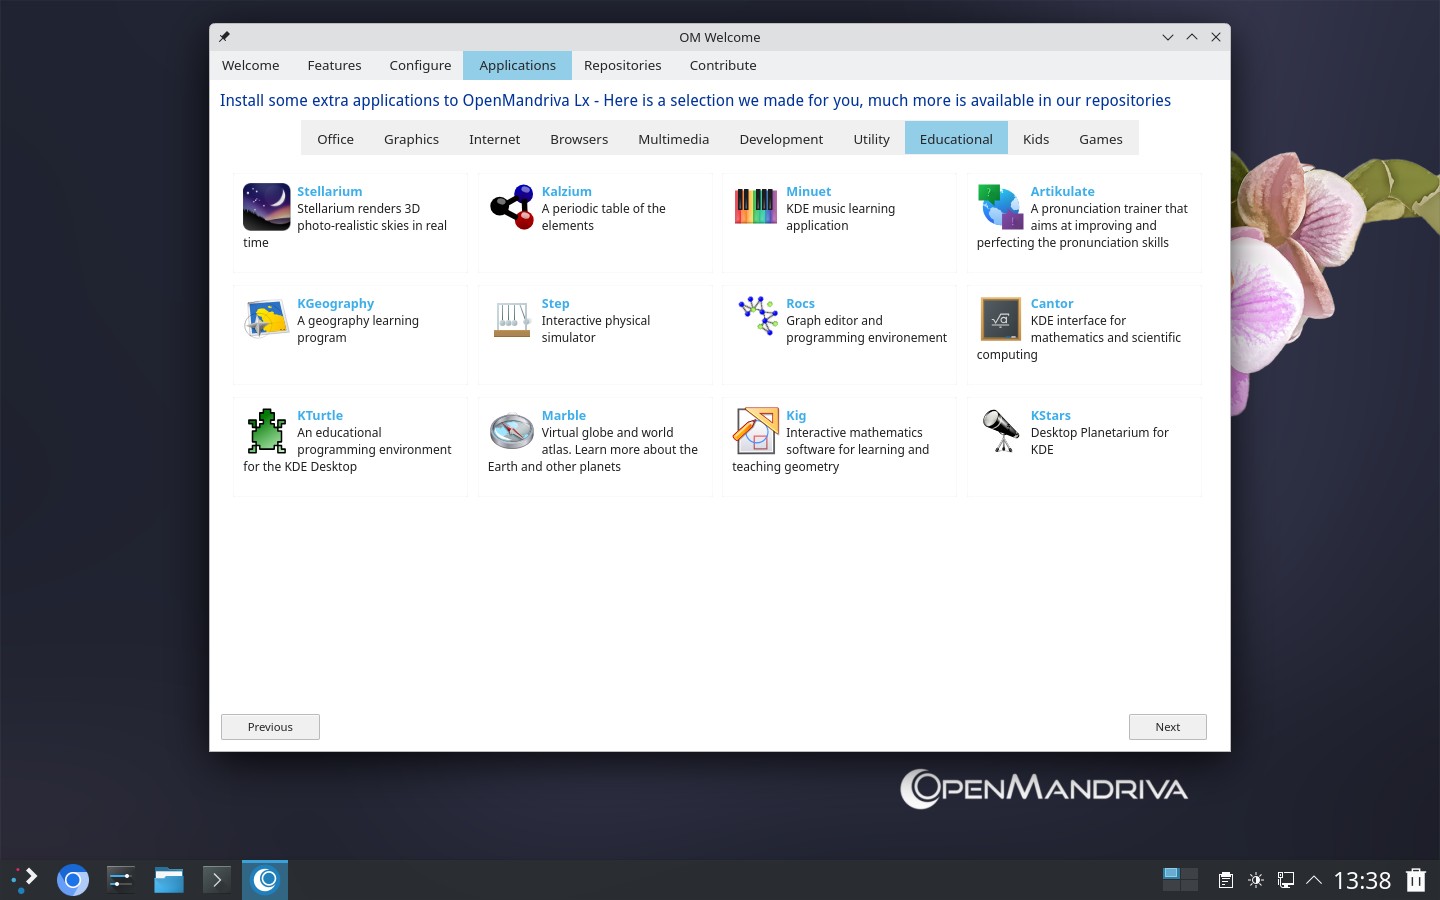 OM Welcome
Welcome Features Configure Applications Repositories Contribute
Install some extra applications to OpenMandriva Lx - Here is a selection we made for you, much more is available in our repositories
Office Graphics Internet Browsers Multimedia Development Utility Educational Kids Games
Stellarium
Stellarium renders 3D
photo-realistic skies in real
time
Kalzium
A periodic table of the
elements
Minuet
KDE music learning
application
Artikulate
A pronunciation trainer that
aims at improving and
perfecting the pronunciation skills
KGeography
A geography learning
program
Step
Interactive physical
simulator
Rocs
Graph editor and
programming environement
Cantor
KDE interface for
mathematics and scientific
computing
KTurtle
An educational
programming environment
for the KDE Desktop
Marble
Virtual globe and world
atlas. Learn more about the
Earth and other planets
Kig
Interactive mathematics
software for learning and
teaching geometry
KStars
Desktop Planetarium for
KDE
Previous Next
OpenMandriva
13:38